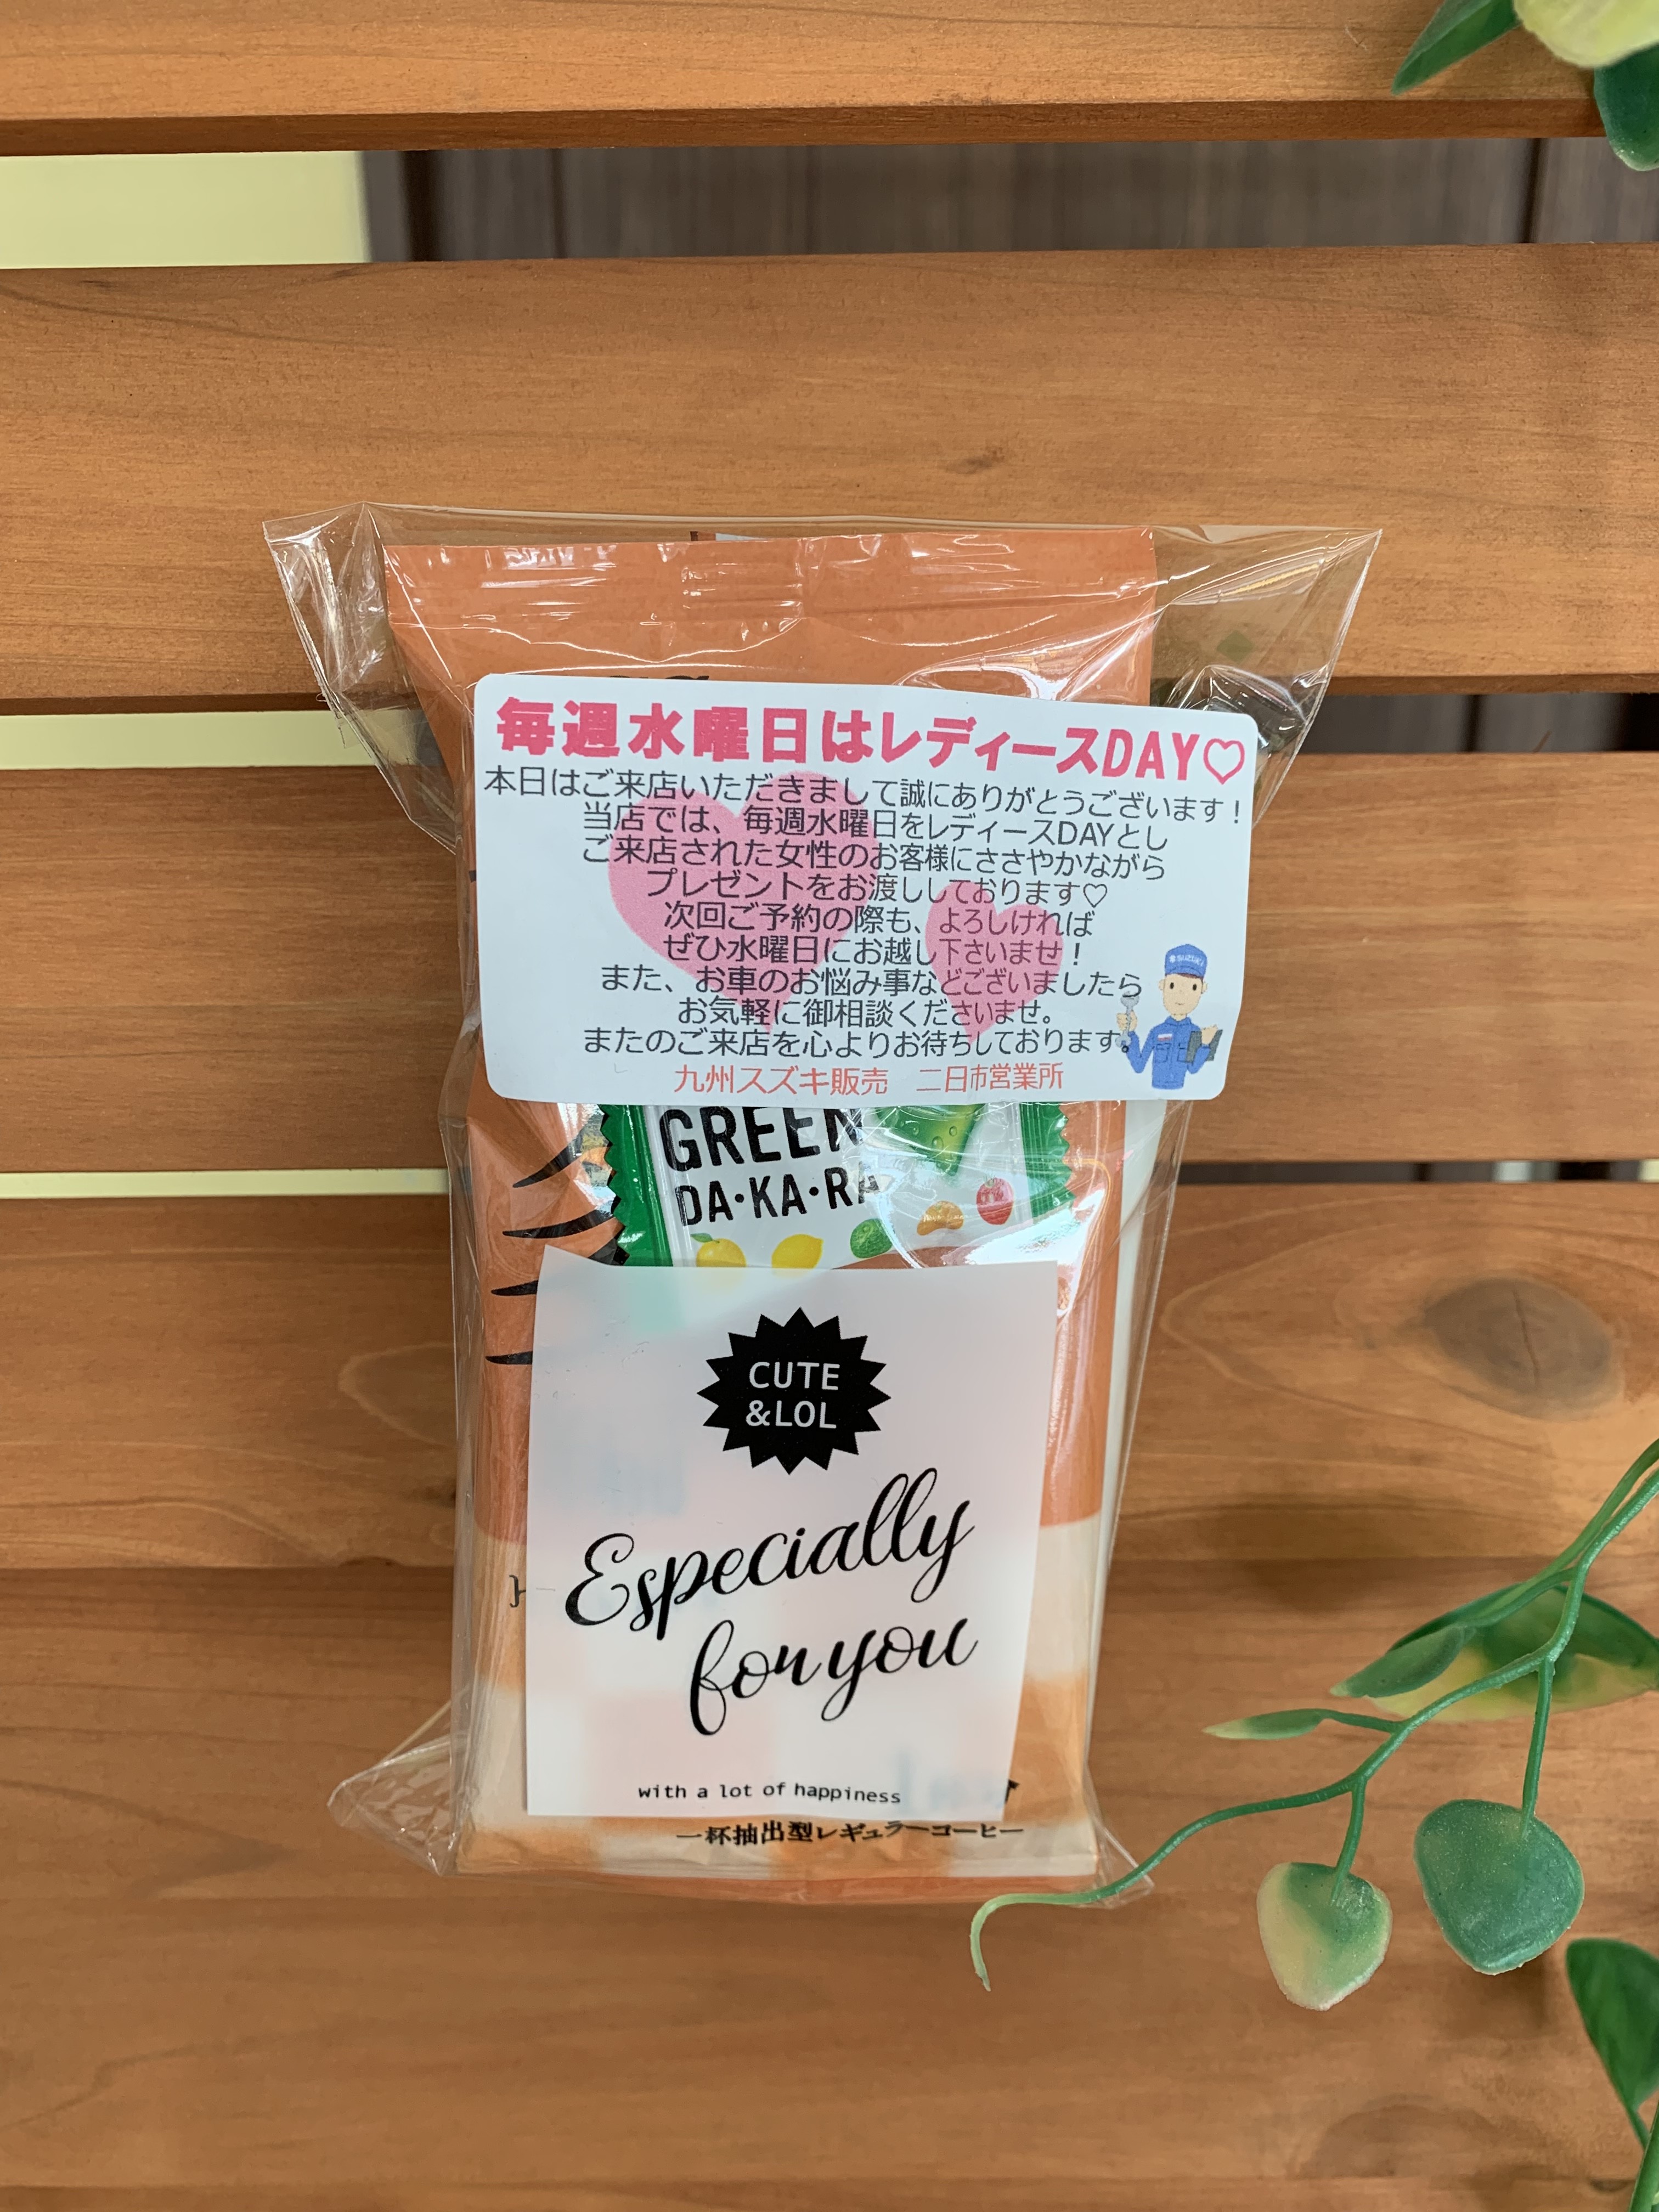 毎週水曜日はレディースDAY♡
本日はご来店いただきまして誠にありがとうございます！
当店では、毎週水曜日をレディースDAYとし
ご来店された女性のお客様にささやかながら
プレゼントをお渡ししております♡
次回ご予約の際も、よろしければ
ぜひ水曜日にお越し下さいませ！
また、お車のお悩み事などございましたら
お気軽に御相談くださいませ。
またのご来店を心よりお待ちしております。
九州スズキ販売　二日市営業所
SUZUKI
GREEN
DA・KA・RA
CUTE
&LOL
Especially
for you
with a lot of happiness
一杯抽出型レギュラーコーヒー